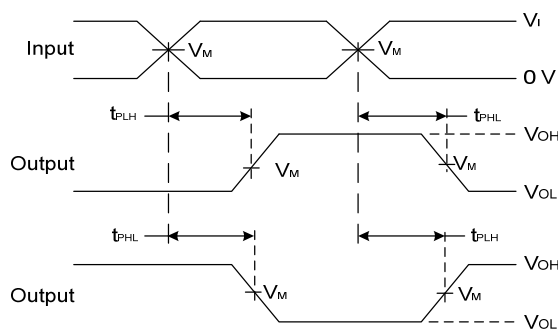 VI
Input
VM
VM
0 V
tPLH
tPHL
VOH
Output
VM
VM
VOL
tPHL
tPLH
VOH
Output
VM
VM
VOL